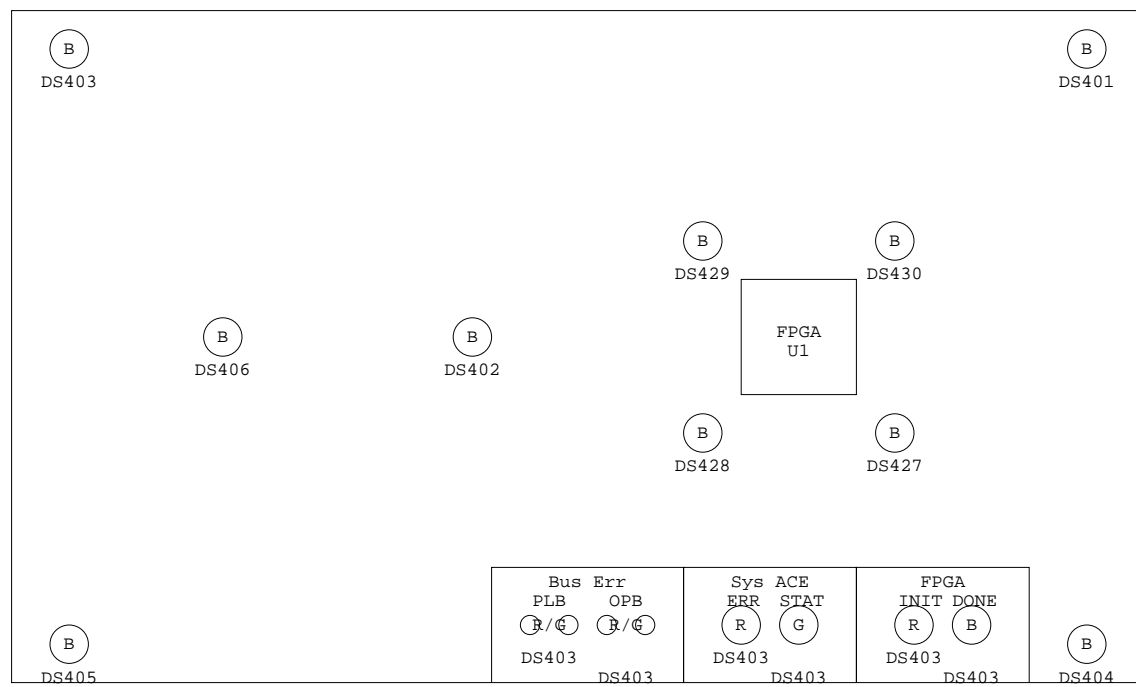 B B
DS403 DS401
B B
DS429 DS430
FPGA
U1
B B
DS406 DS402
B B
DS428 DS427
Bus Err Sys ACE FPGA
PLB OPB ERR STAT INIT DONE
R/G R/G R G R B
DS403 DS403 DS403
B B
DS405 DS403 DS403 DS403 DS404